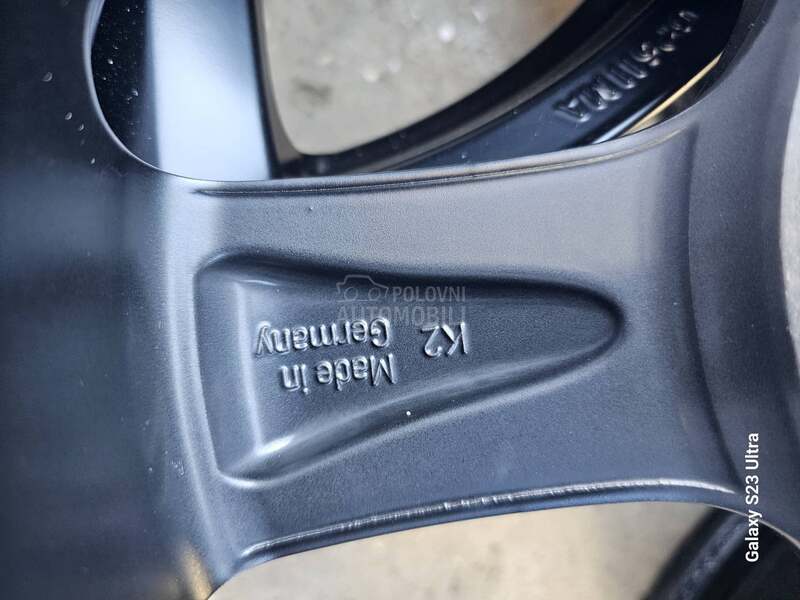 Made in
Germany
K2
POLOVNI
AUTOMOBILI
Galaxy S23 Ultra